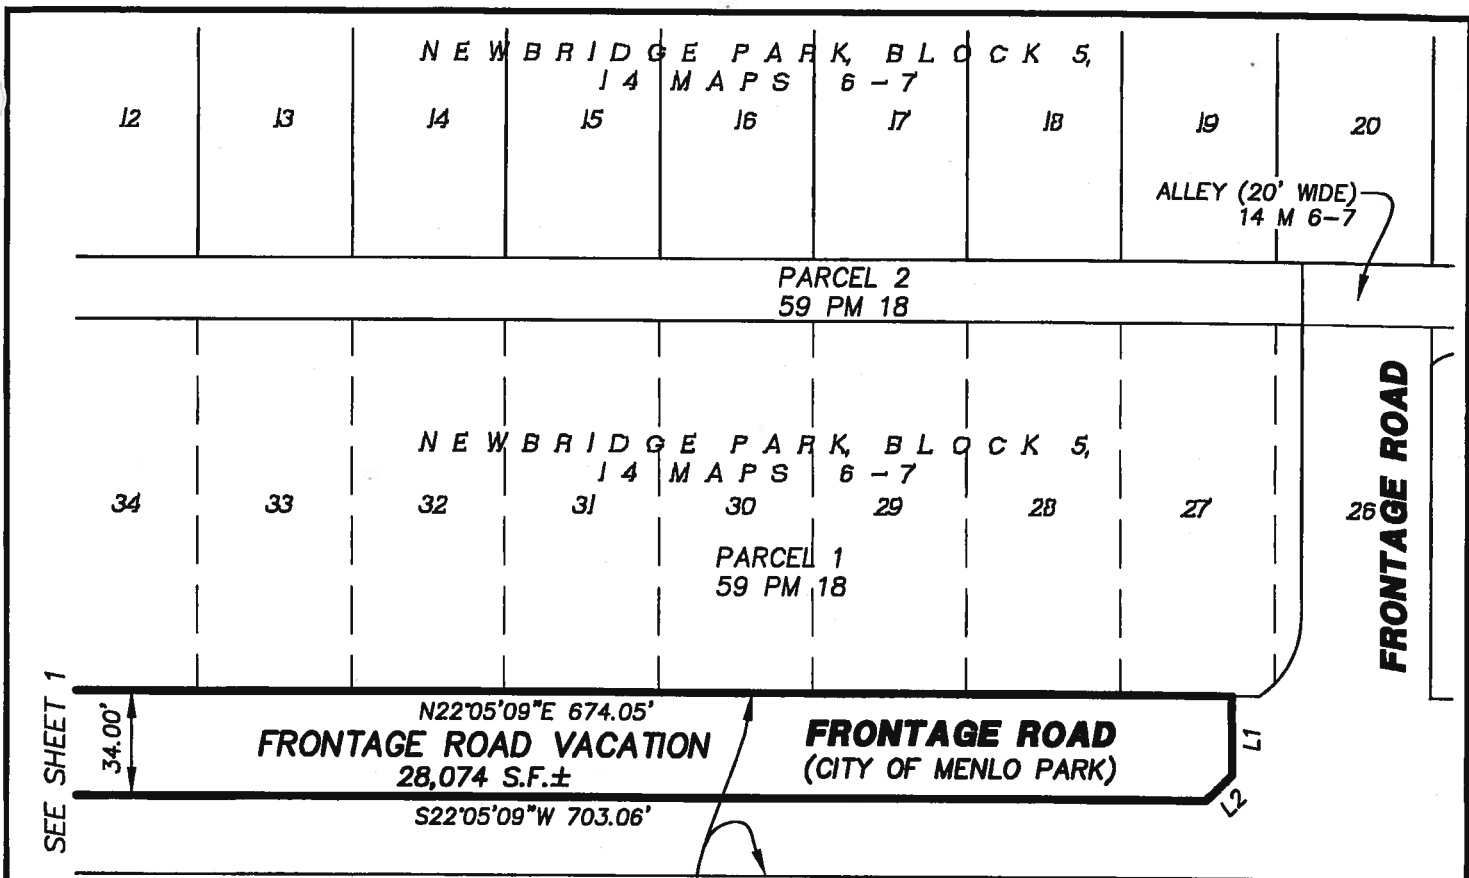 NEWBRIDGE PARK, BLOCK 5,
14 MAPS 6-7
12 13 14 15 16 17 18 19 20
ALLEY (20' WIDE)
14 M 6-7
PARCEL 2
59 PM 18
NEWBRIDGE PARK, BLOCK 5,
14 MAPS 6-7
34 33 32 31 30 29 28 27 26
FRONTAGE ROAD
PARCEL 1
59 PM 18
SEE SHEET 1
34.00'
N22°05'09"E 674.05'
FRONTAGE ROAD VACATION
28,074 S.F.±
S22°05'09"W 703.06'
FRONTAGE ROAD
(CITY OF MENLO PARK)
L1
L2